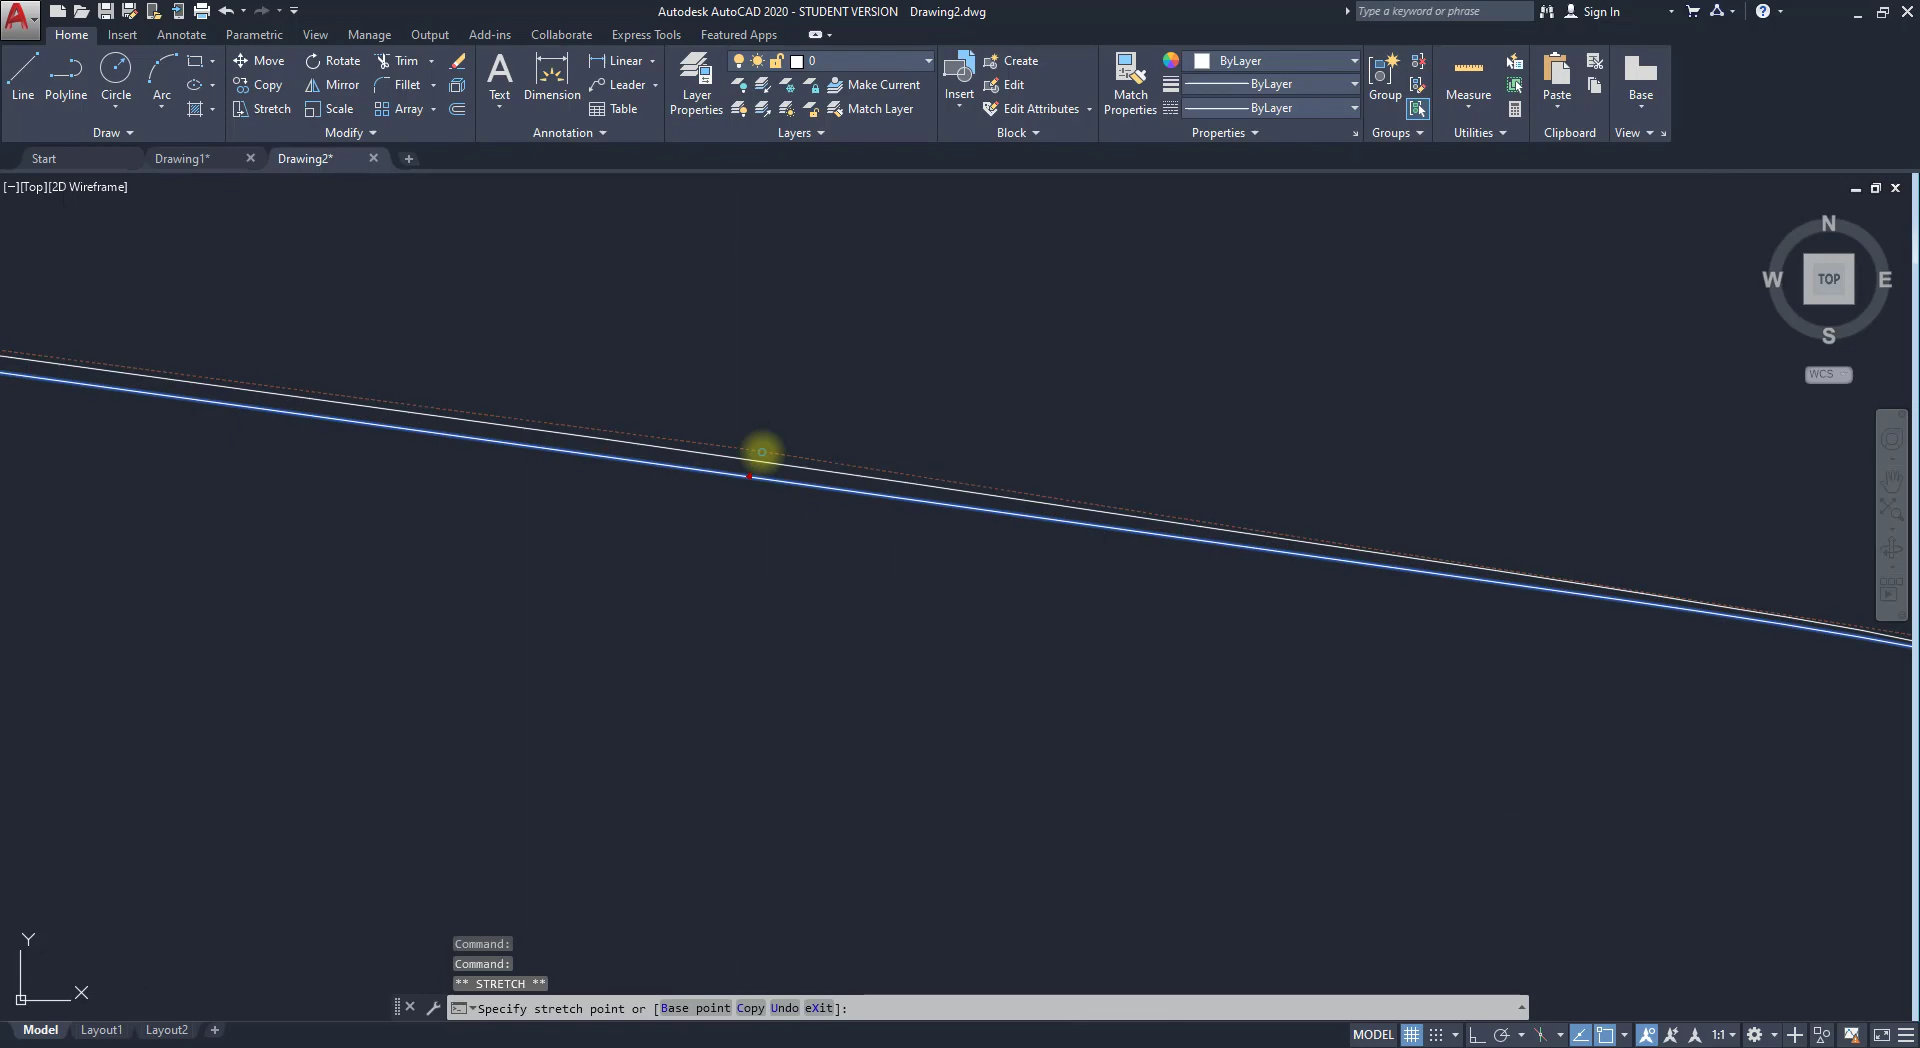 Autodesk AutoCAD 2020 - STUDENT VERSION Drawing2.dwg
Type a keyword or phrase
Sign In
Home Insert Annotate Parametric View Manage Output Add-ins Collaborate Express Tools Featured Apps
Line Polyline Circle Arc
Move Rotate Trim
Copy Mirror Fillet
Stretch Scale Array
Text Dimension
Linear
Leader
Table
Layer Properties
0
Make Current
Match Layer
Insert
Create
Edit
Edit Attributes
Match Properties
ByLayer
ByLayer
ByLayer
Group
Measure
Paste
Base
Draw Modify Annotation Layers Block Properties Groups Utilities Clipboard View
Start Drawing1* Drawing2*
[−][Top][2D Wireframe]
N
W TOP E
S
WCS
Y
X
Command:
Command:
** STRETCH **
Specify stretch point or [Base point Copy Undo eXit]:
Model Layout1 Layout2
MODEL
1:1